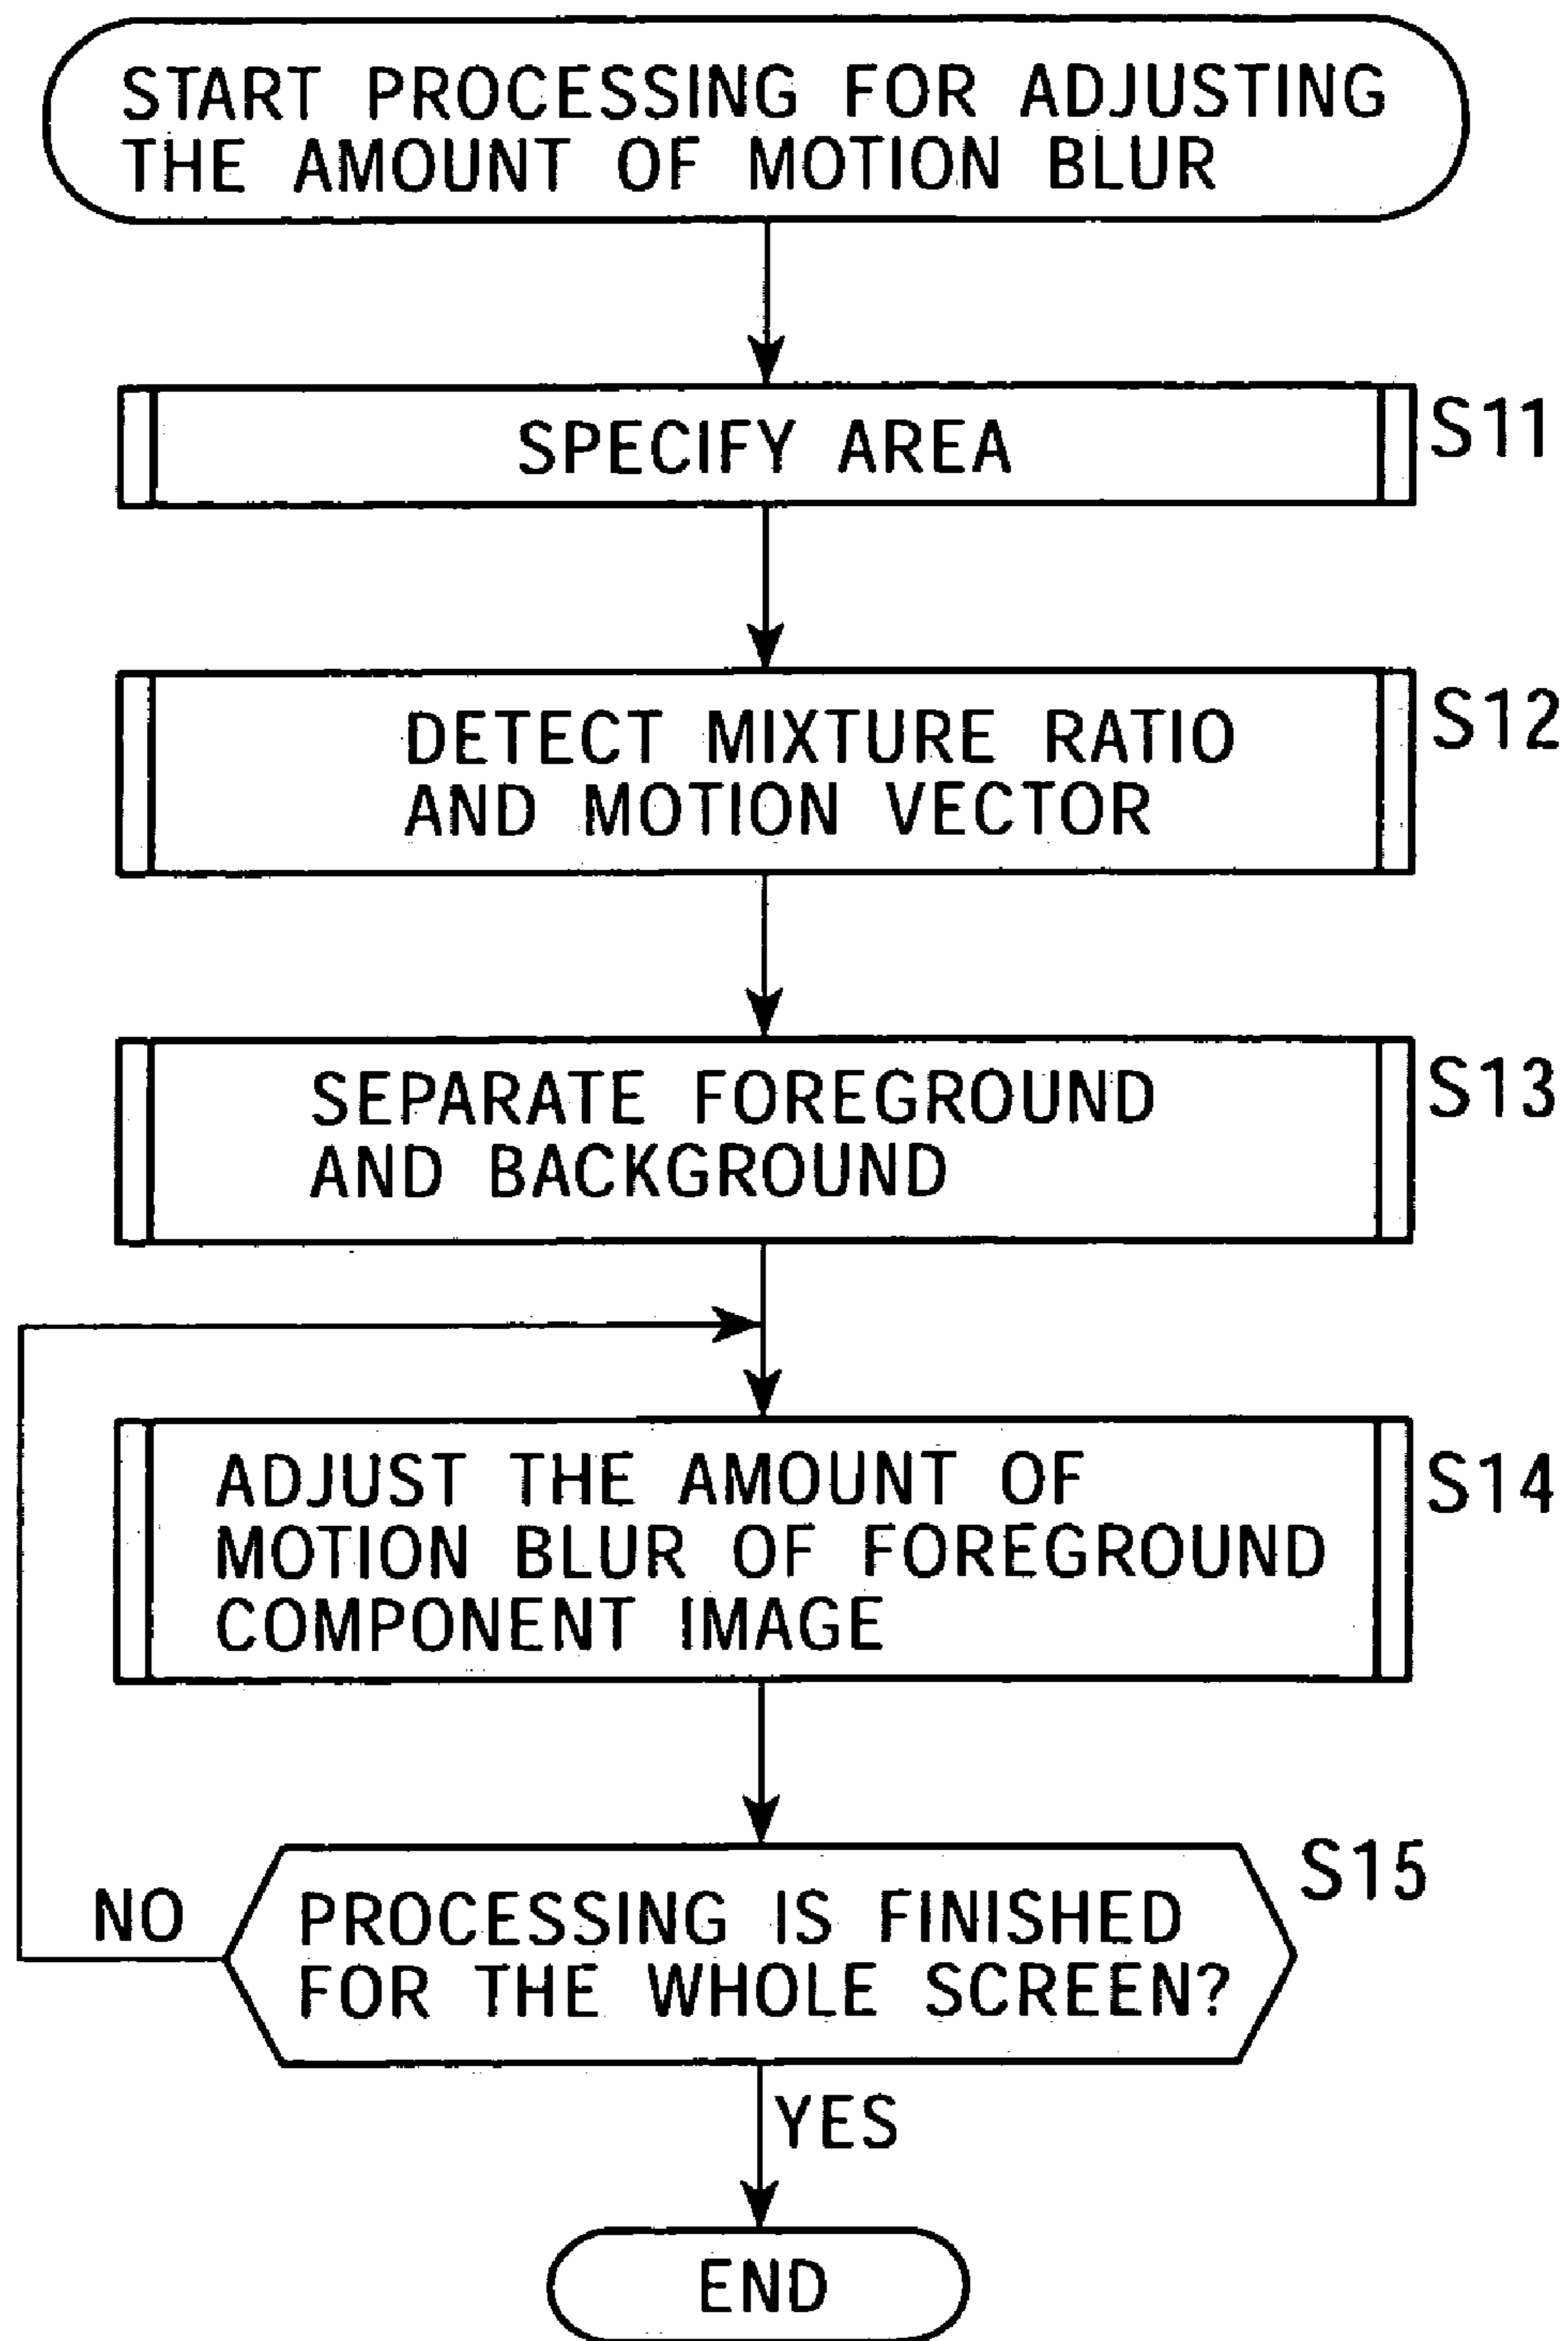 START PROCESSING FOR ADJUSTING
THE AMOUNT OF MOTION BLUR
SPECIFY AREA
S11
DETECT MIXTURE RATIO
AND MOTION VECTOR
S12
SEPARATE FOREGROUND
AND BACKGROUND
S13
ADJUST THE AMOUNT OF
MOTION BLUR OF FOREGROUND
COMPONENT IMAGE
S14
PROCESSING IS FINISHED
FOR THE WHOLE SCREEN?
S15
NO
YES
END